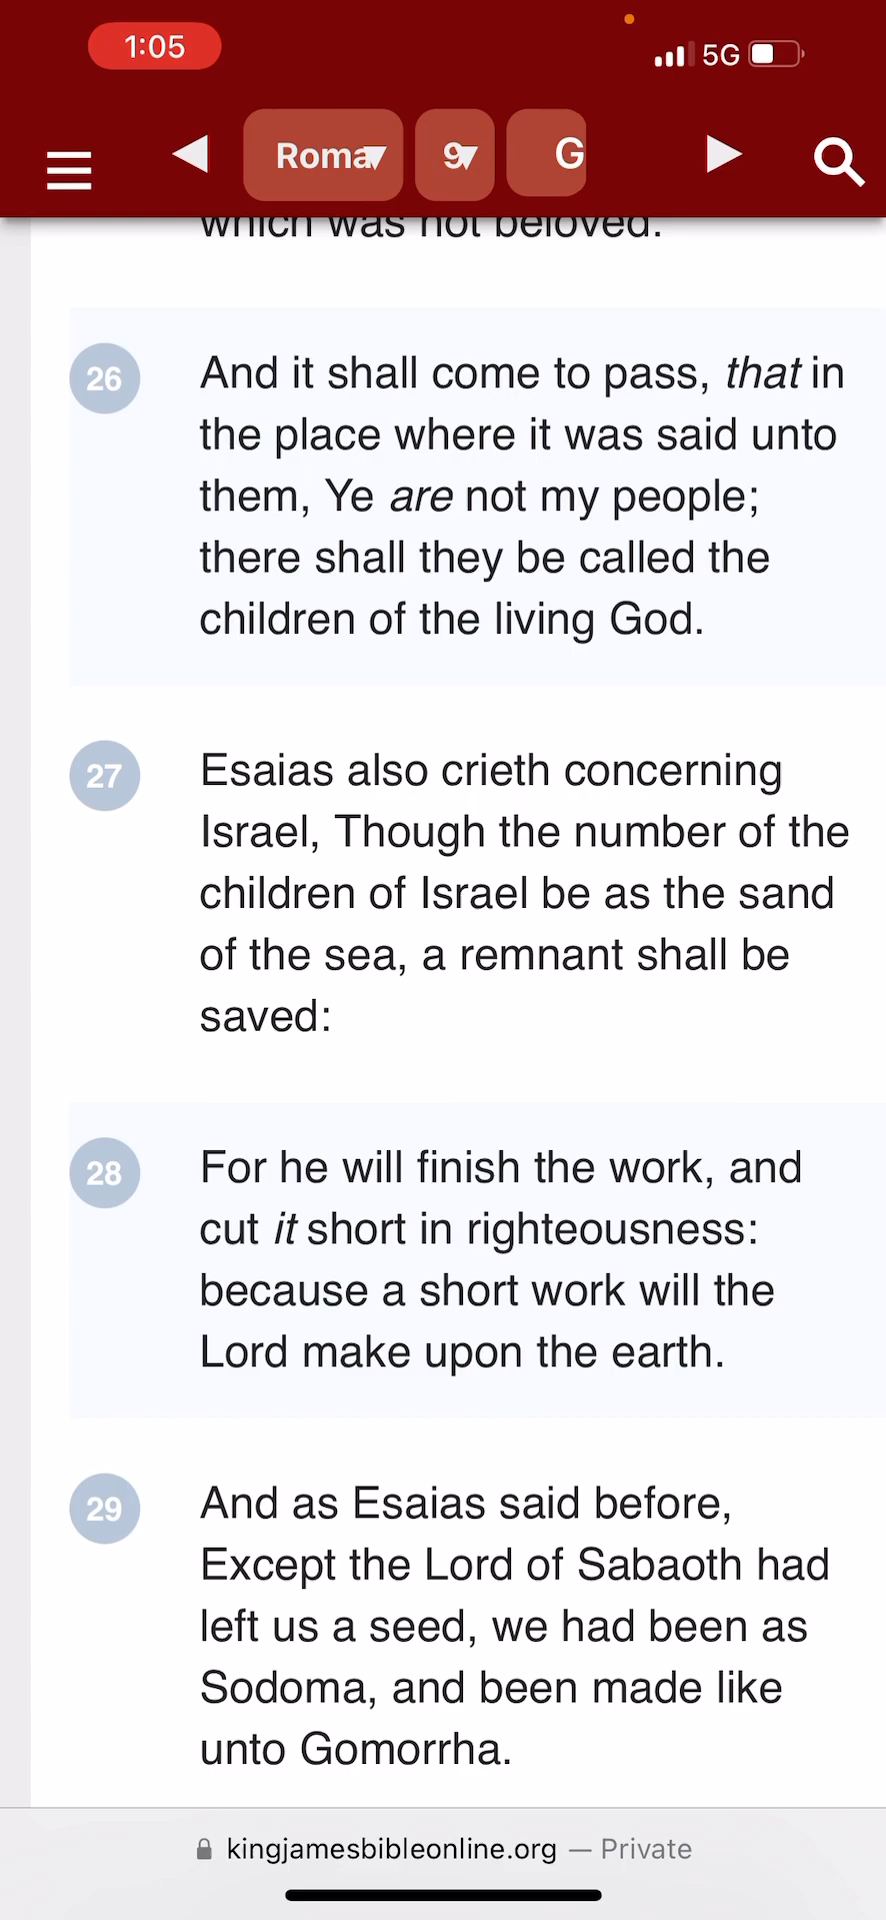 1:05
5G
Roma
9
G
which was not beloved.
26
And it shall come to pass, that in
the place where it was said unto
them, Ye are not my people;
there shall they be called the
children of the living God.
27
Esaias also crieth concerning
Israel, Though the number of the
children of Israel be as the sand
of the sea, a remnant shall be
saved:
28
For he will finish the work, and
cut it short in righteousness:
because a short work will the
Lord make upon the earth.
29
And as Esaias said before,
Except the Lord of Sabaoth had
left us a seed, we had been as
Sodoma, and been made like
unto Gomorrha.
kingjamesbibleonline.org — Private